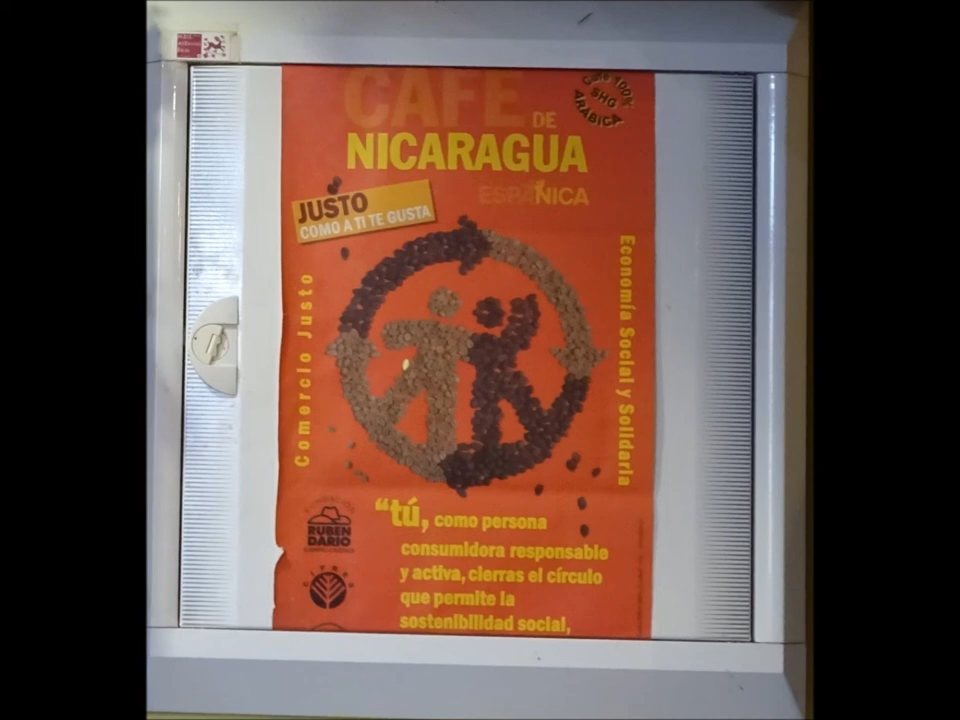 CAFE DE
NICARAGUA
ESPANICA
Café 100%
SHG
ARÁBICA
JUSTO
COMO A TI TE GUSTA
Comercio Justo
Economía Social y Solidaria
RUBEN
DARIO
"tú, como persona
consumidora responsable
y activa, cierras el círculo
que permite la
sostenibilidad social,